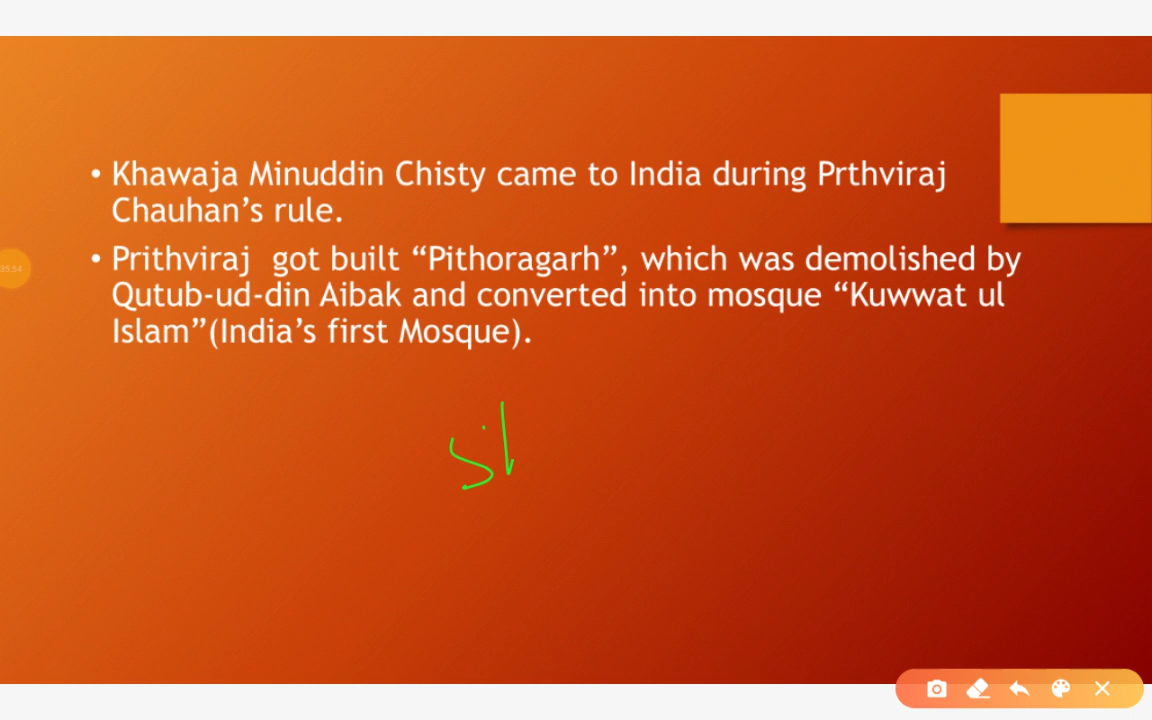 • Khawaja Minuddin Chisty came to India during Prthviraj
Chauhan’s rule.
• Prithviraj got built “Pithoragarh”, which was demolished by
Qutub-ud-din Aibak and converted into mosque “Kuwwat ul
Islam”(India’s first Mosque).